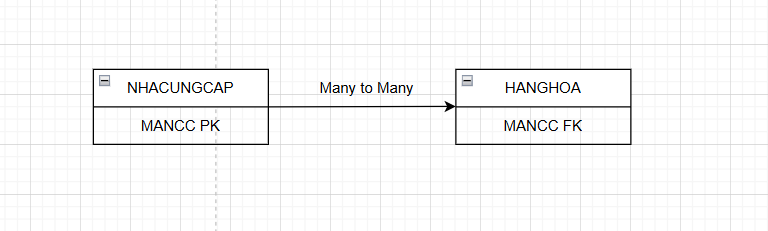 NHACUNGCAP
MANCC PK
Many to Many
HANGHOA
MANCC FK